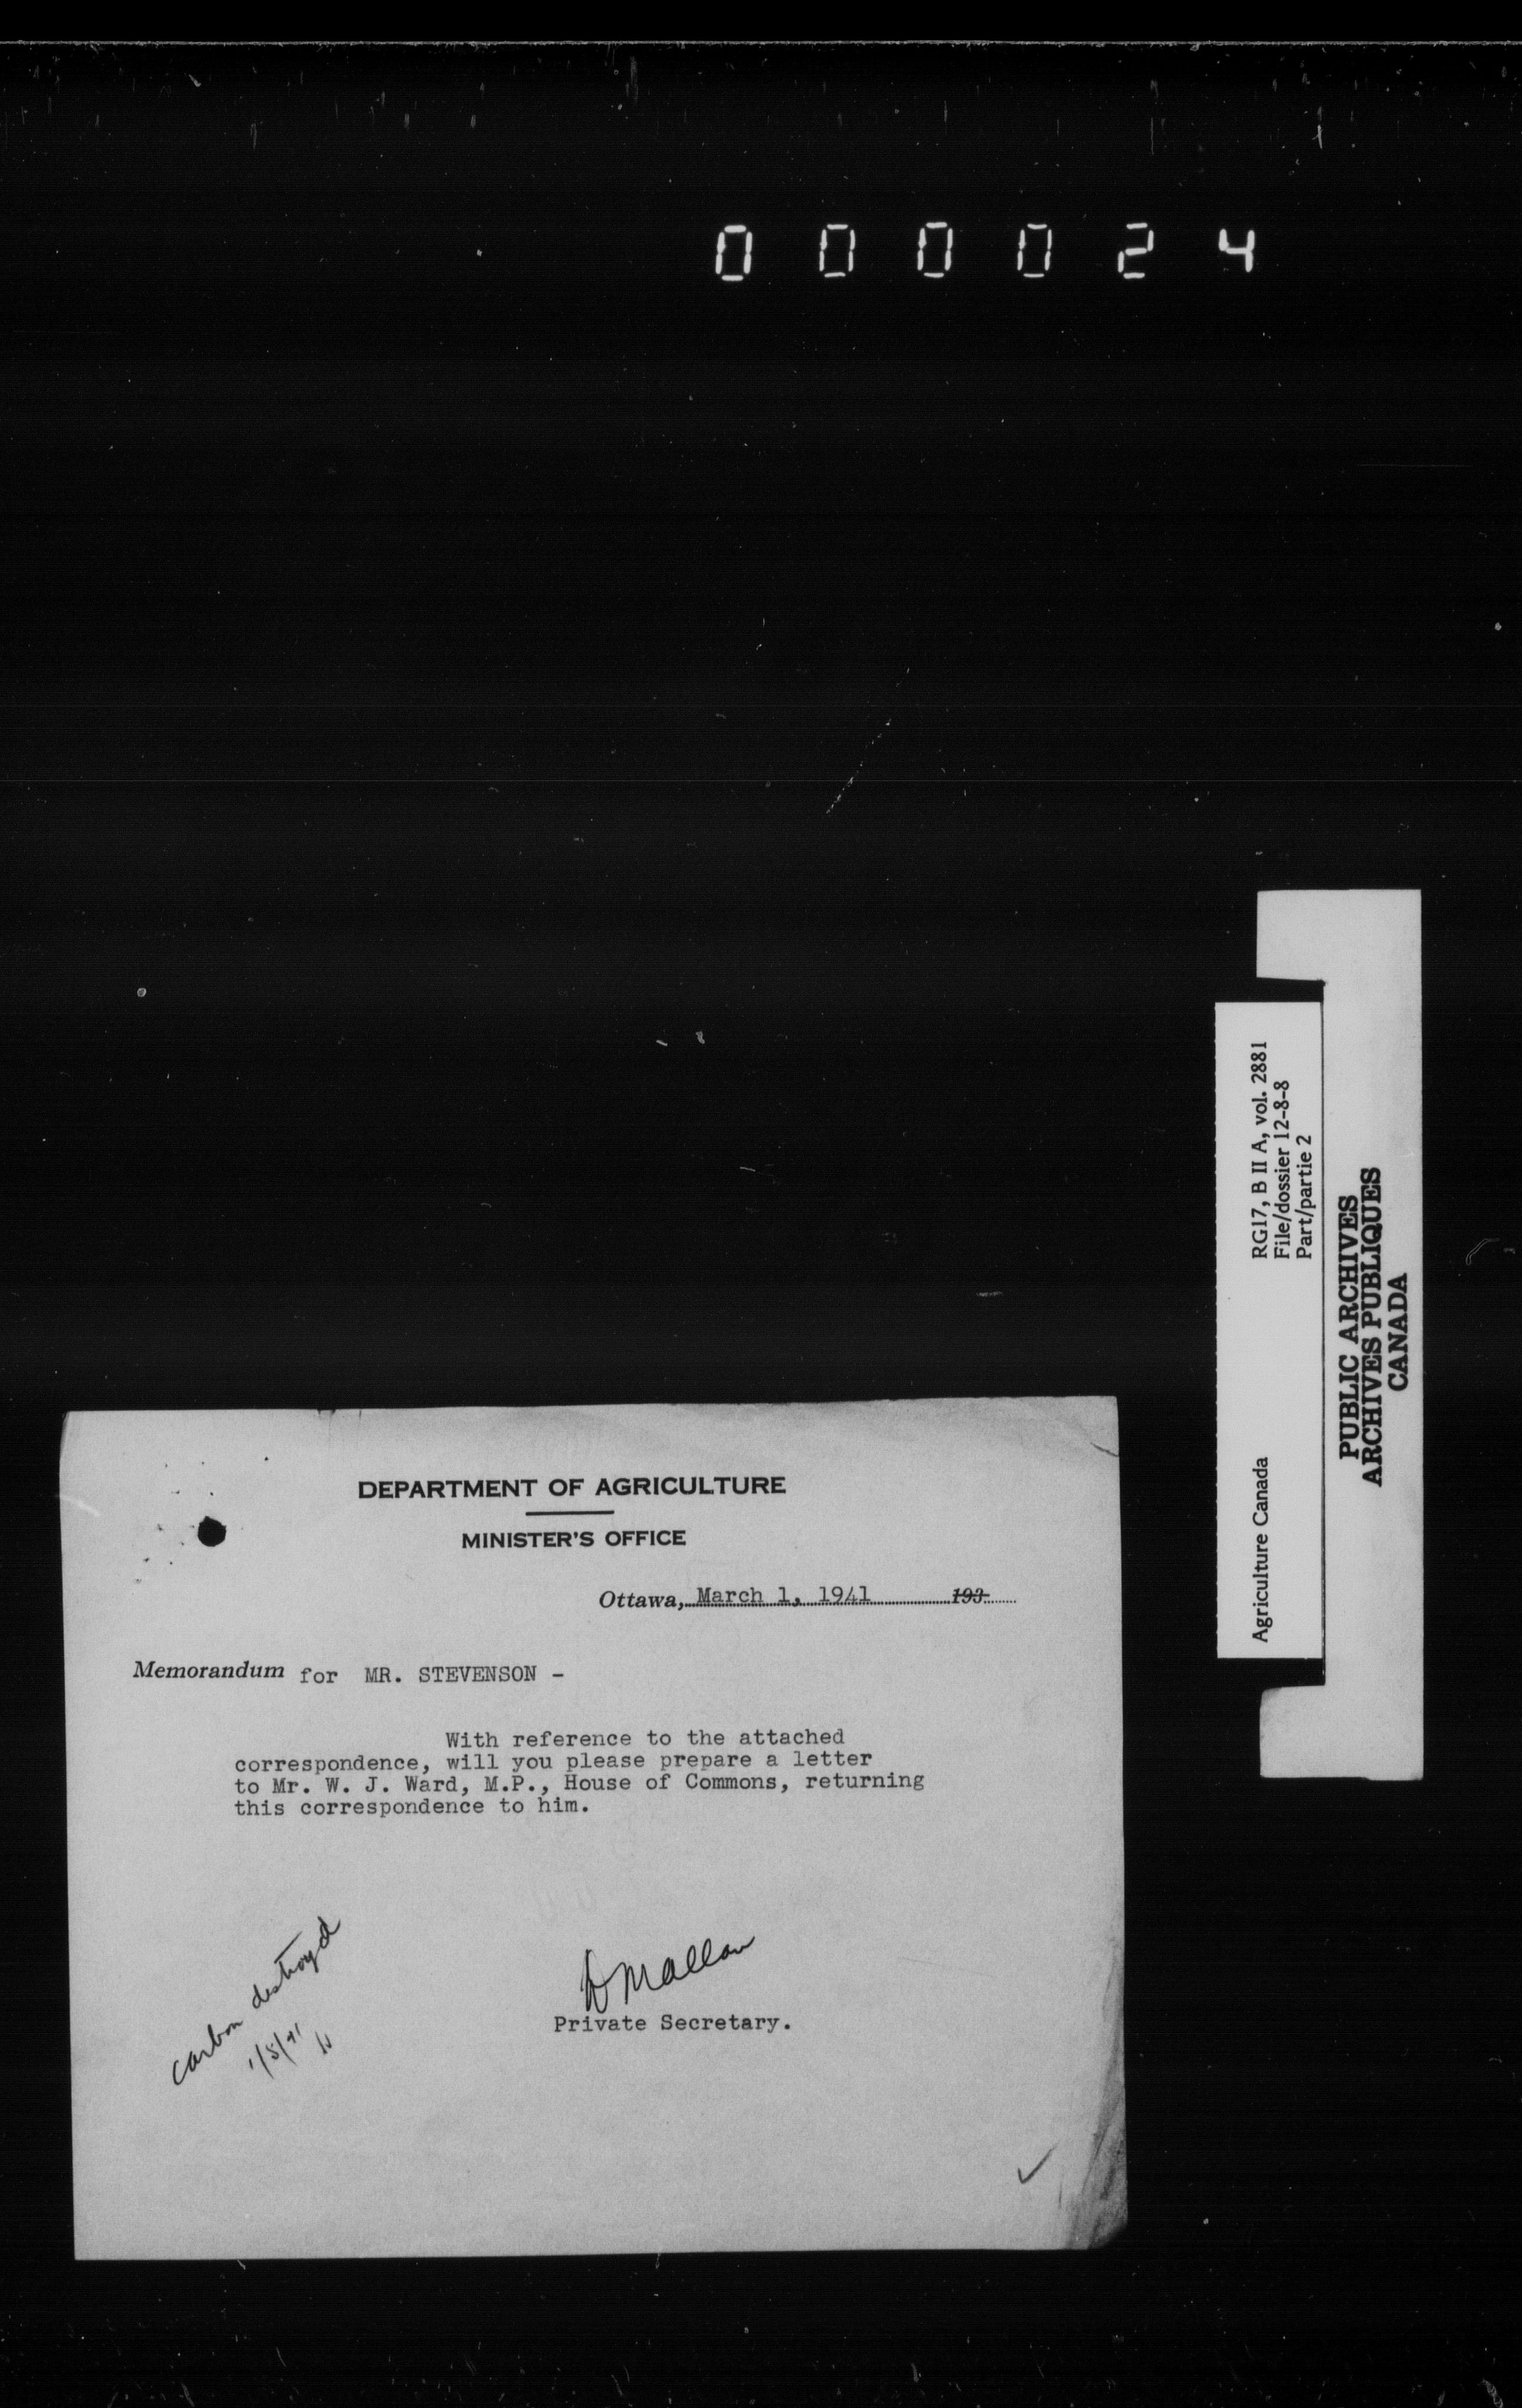 0 0 0 0 2 4
DEPARTMENT OF AGRICULTURE
MINISTER'S OFFICE
Ottawa, March 1, 1941 193
Memorandum for MR. STEVENSON -
With reference to the attached
correspondence, will you please prepare a letter
to Mr. W. J. Ward, M.P., House of Commons, returning
this correspondence to him.
Private Secretary.
carbon destroyd
Agriculture Canada
RG17, B II A, vol. 2881
File/dossier 12-8-8
Part/partie 2
PUBLIC ARCHIVES
ARCHIVES PUBLIQUES
CANADA